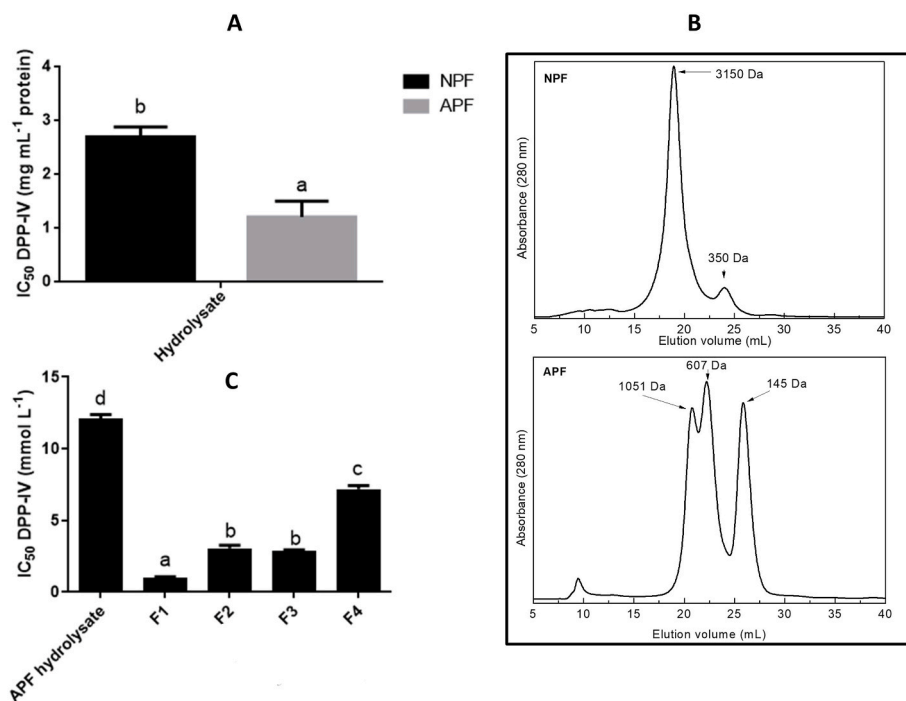 A
IC50 DPP-IV (mg mL-1 protein)
4
3
2
1
0
b
a
NPF
APF
Hydrolysate
B
NPF
3150 Da
350 Da
Absorbance (280 nm)
5 10 15 20 25 30 35 40
Elution volume (mL)
APF
1051 Da
607 Da
145 Da
Absorbance (280 nm)
5 10 15 20 25 30 35 40
Elution volume (mL)
C
IC50 DPP-IV (mmol L-1)
15
10
5
0
d
a
b
b
c
APF hydrolysate
F1
F2
F3
F4